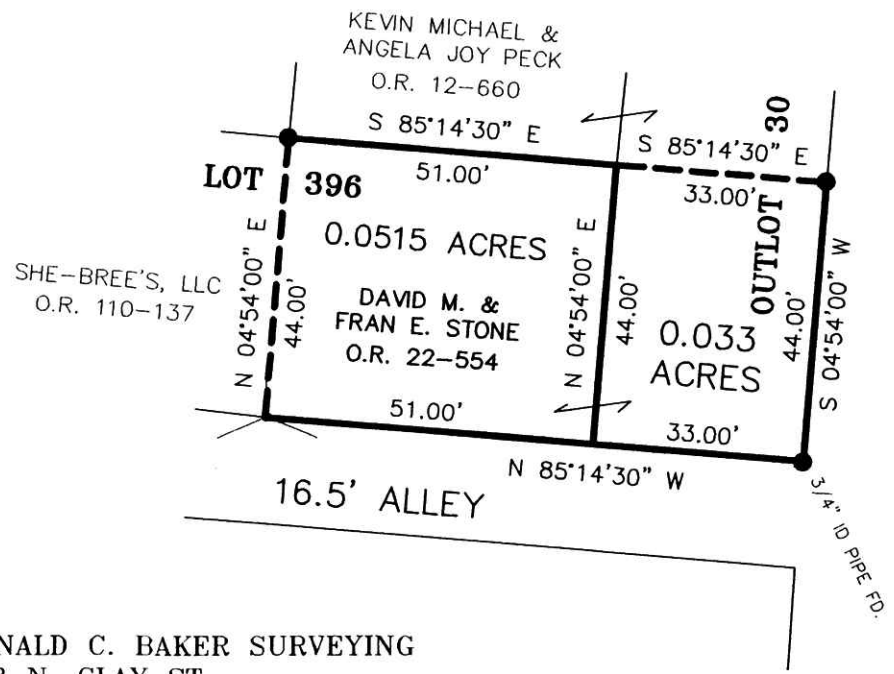 KEVIN MICHAEL &
ANGELA JOY PECK
O.R. 12-660
S 85°14'30" E
51.00'
S 85°14'30" E
33.00'
LOT 396
OUTLOT 30
0.0515 ACRES
DAVID M. &
FRAN E. STONE
O.R. 22-554
SHE-BREE'S, LLC
O.R. 110-137
N 04°54'00" E
44.00'
N 04°54'00" E
44.00'
0.033
ACRES
44.00'
S 04°54'00" W
51.00'
33.00'
N 85°14'30" W
16.5' ALLEY
3/4" ID PIPE FD.
NALD C. BAKER SURVEYING
N. CLAY ST